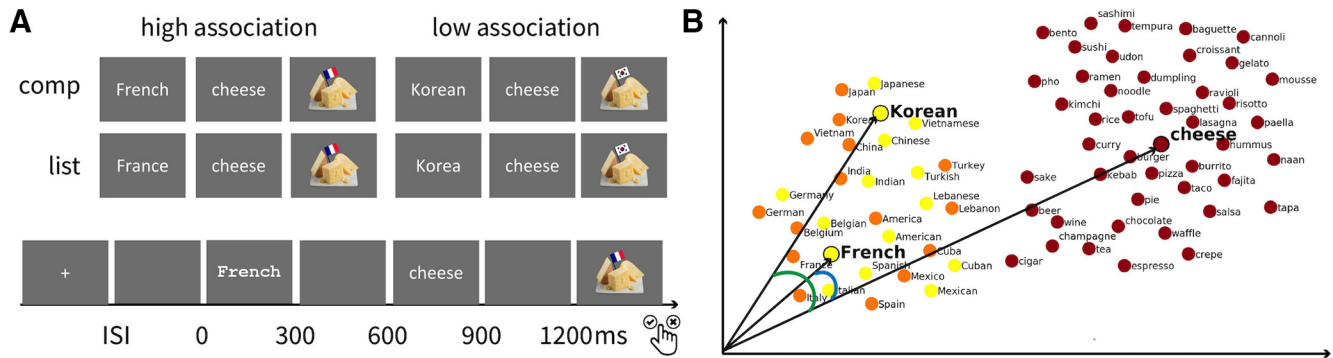 A
high association
low association
comp
French
cheese
Korean
cheese
list
France
cheese
Korea
cheese
+
French
cheese
ISI
0
300
600
900
1200ms
B
sashimi
bento
tempura
baguette
cannoli
sushi
udon
croissant
gelato
pho
ramen
dumpling
mousse
noodle
ravioli
kimchi
spaghetti
risotto
rice
tofu
lasagna
paella
cheese
curry
burger
hummus
naan
sake
kebab
pizza
burrito
fajita
taco
pie
beer
wine
salsa
tapa
chocolate
waffle
champagne
tea
crepe
cigar
espresso
Japanese
Japan
Korean
Korea
Vietnamese
Vietnam
China
Chinese
Turkey
India
Indian
Turkish
Germany
Lebanese
German
Lebanon
Belgian
America
Belgium
American
French
Cuba
France
Spanish
Cuban
Mexico
Italy
Italian
Mexican
Spain